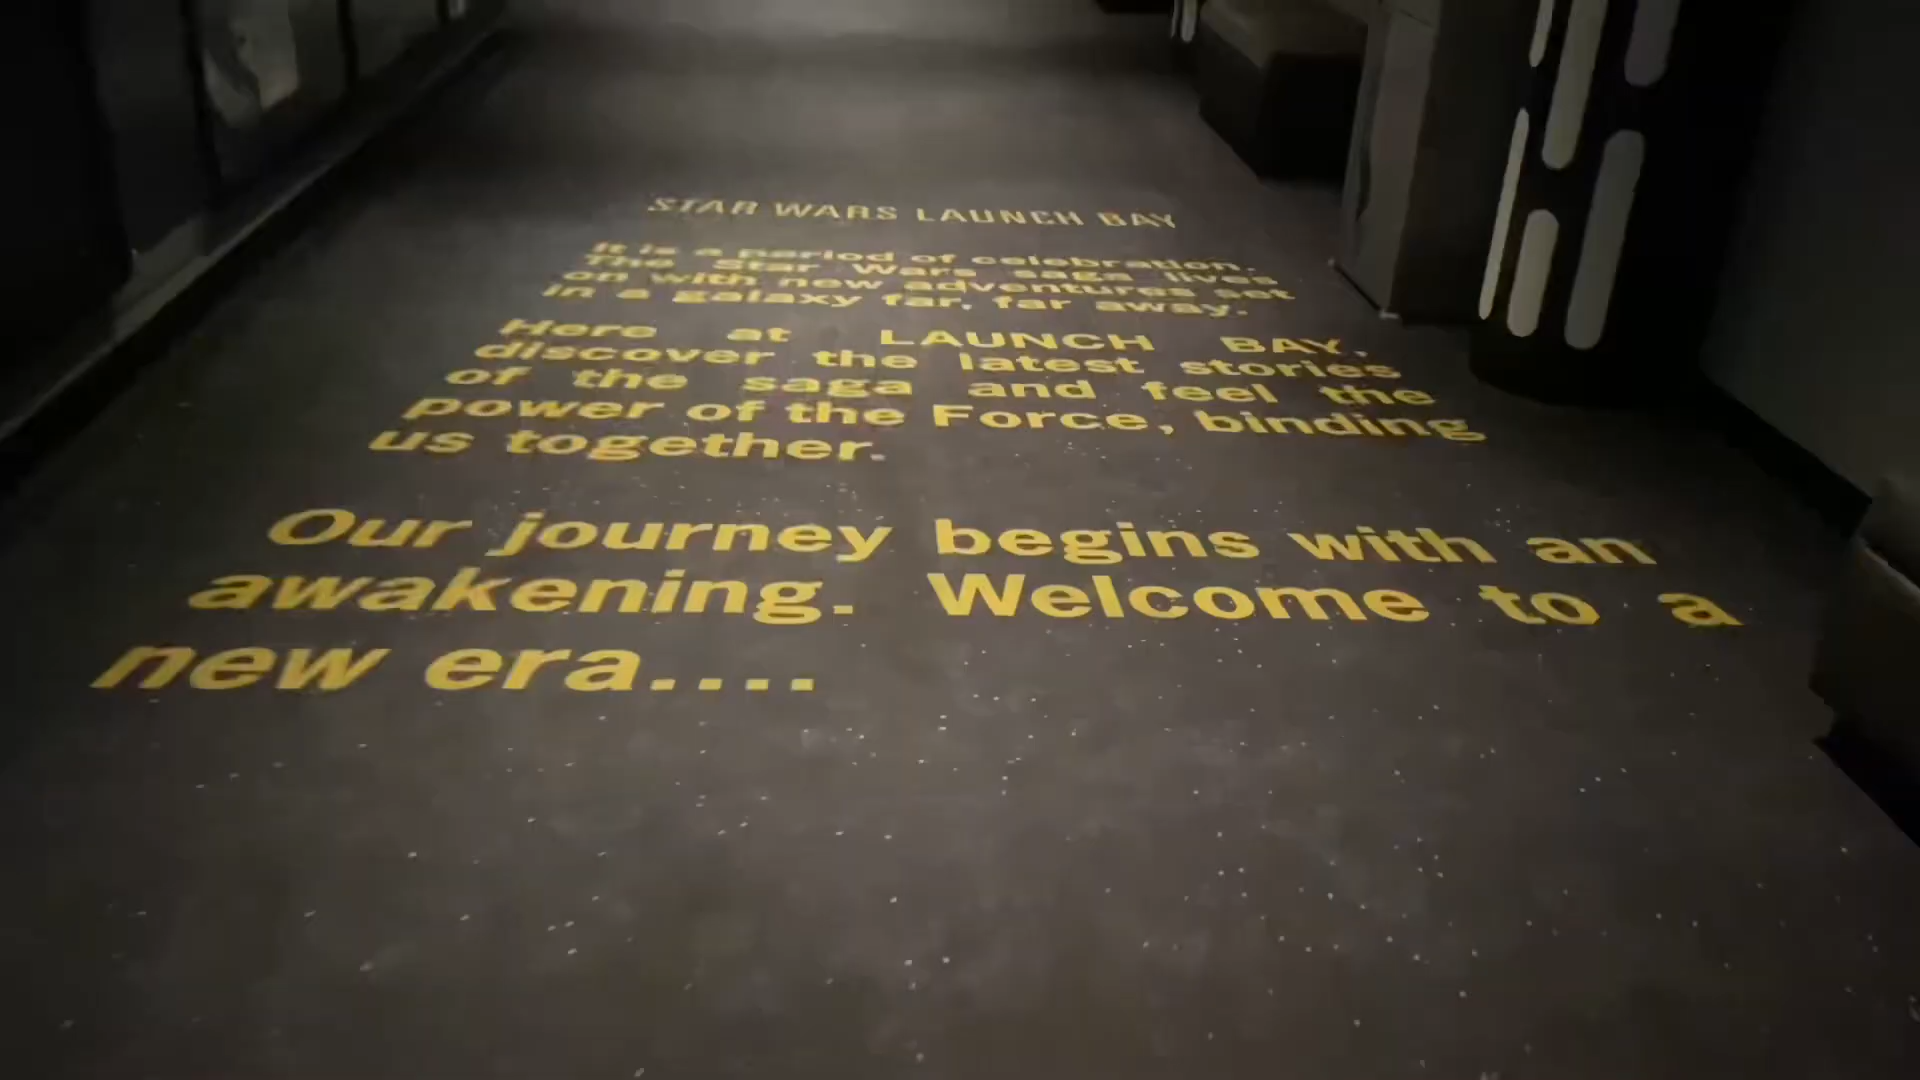 STAR WARS LAUNCH BAY
It is a period of celebration.
The Star Wars saga lives
on with new adventures set
in a galaxy far, far away.
Here at LAUNCH BAY,
discover the latest stories
of the saga and feel the
power of the Force, binding
us together.
Our journey begins with an
awakening. Welcome to a
new era....